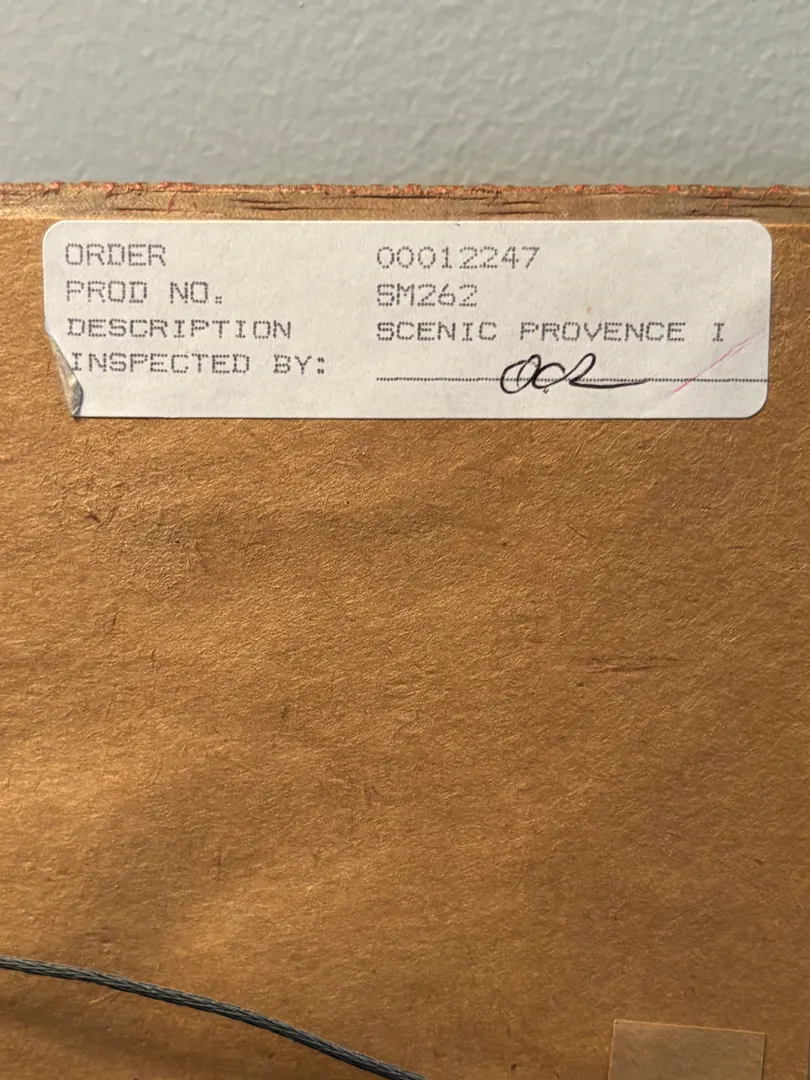 ORDER 00012247
PROD NO. SM262
DESCRIPTION SCENIC PROVENCE I
INSPECTED BY: